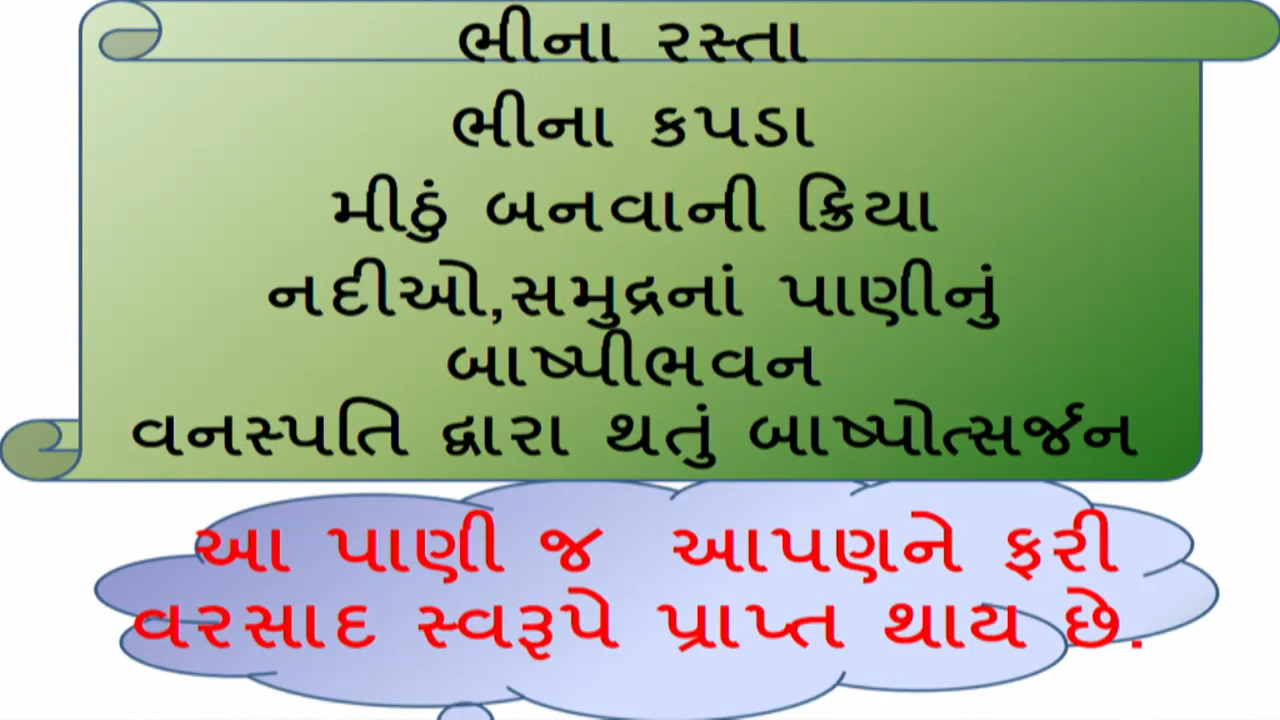 ભીના રસ્તા
ભીના કપડા
મીઠું બનવાની ક્રિયા
નદીઓ,સમુદ્રનાં પાણીનું
બાષ્પીભવન
વનસ્પતિ દ્વારા થતું બાષ્પોત્સર્જન
આ પાણી જ આપણને ફરી
વરસાદ સ્વરૂપે પ્રાપ્ત થાય છે.